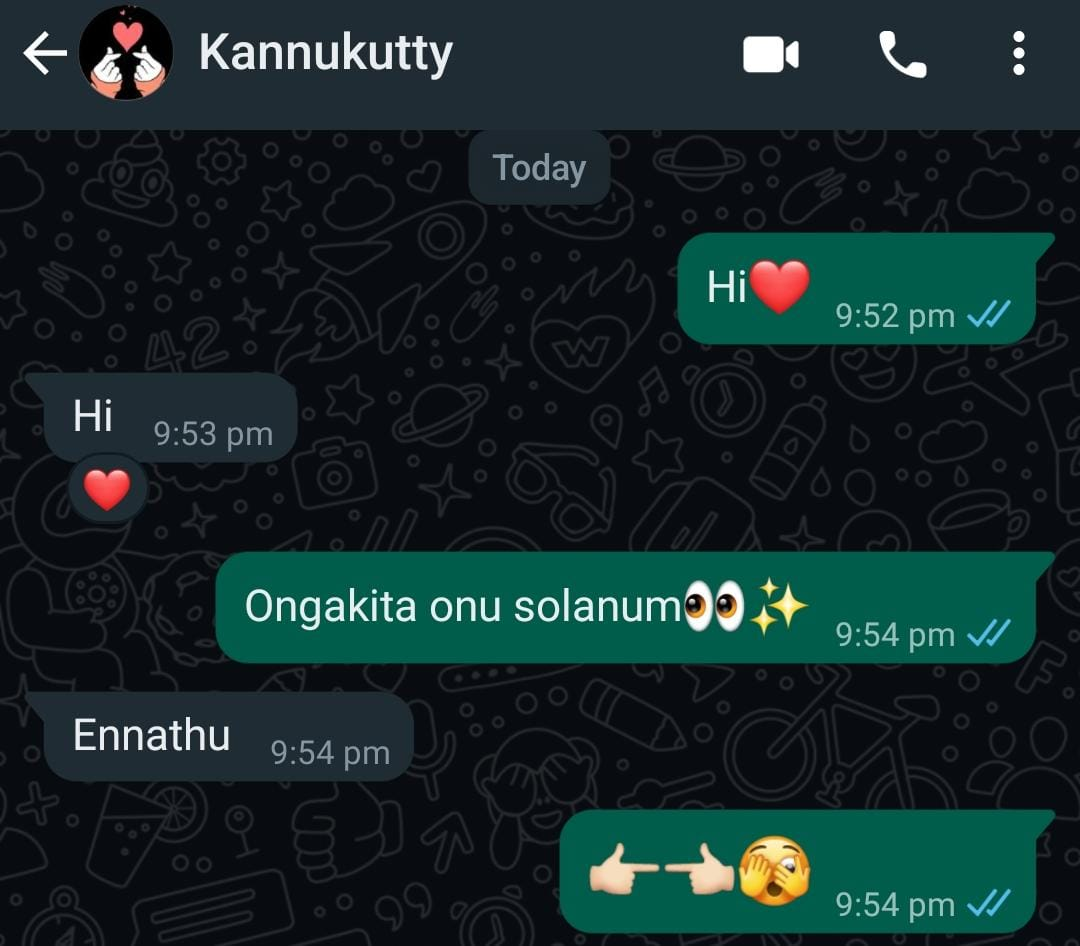 Kannukutty
Today
Hi❤️
9:52 pm
Hi
9:53 pm
❤️
Ongakita onu solanum👀✨
9:54 pm
Ennathu
9:54 pm
👉🏻👈🏻🫣
9:54 pm